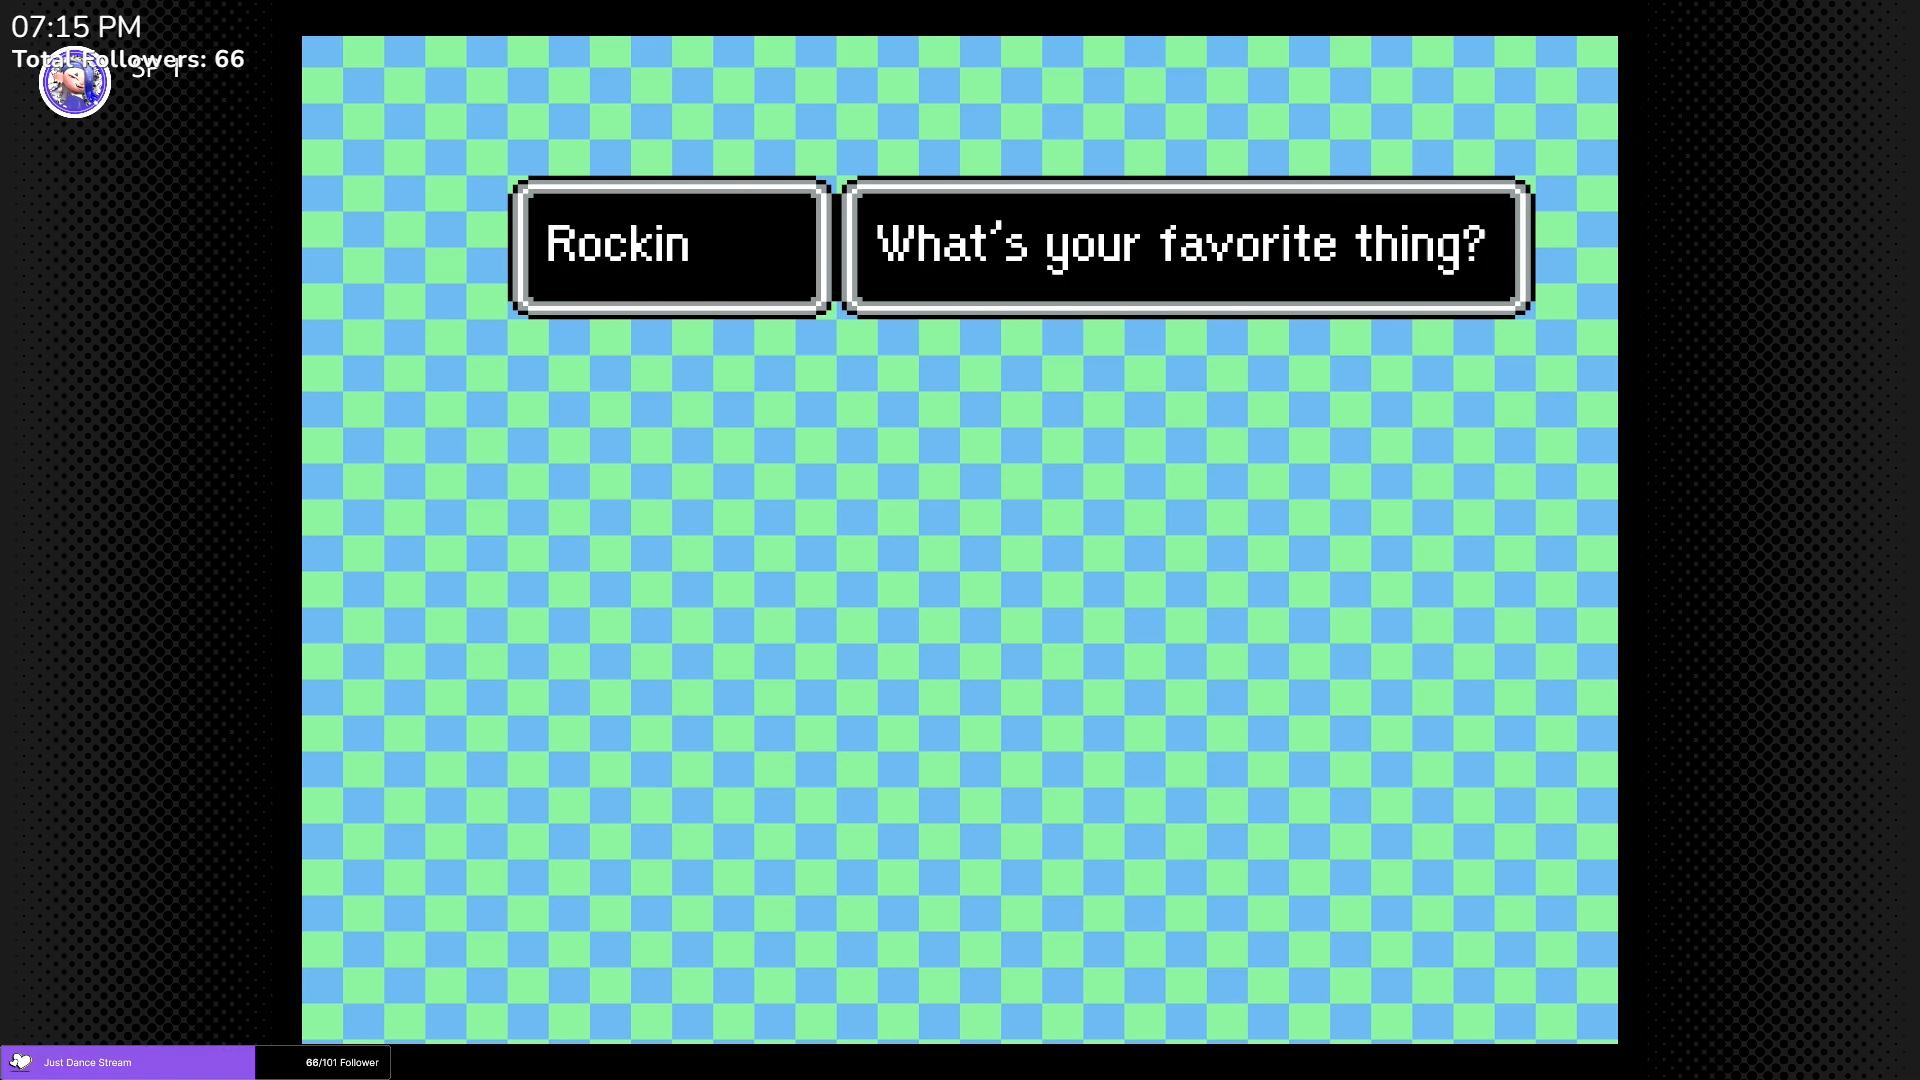 07:15 PM
Total Followers: 66
Rockin
What's your favorite thing?
Just Dance Stream
66/101 Follower